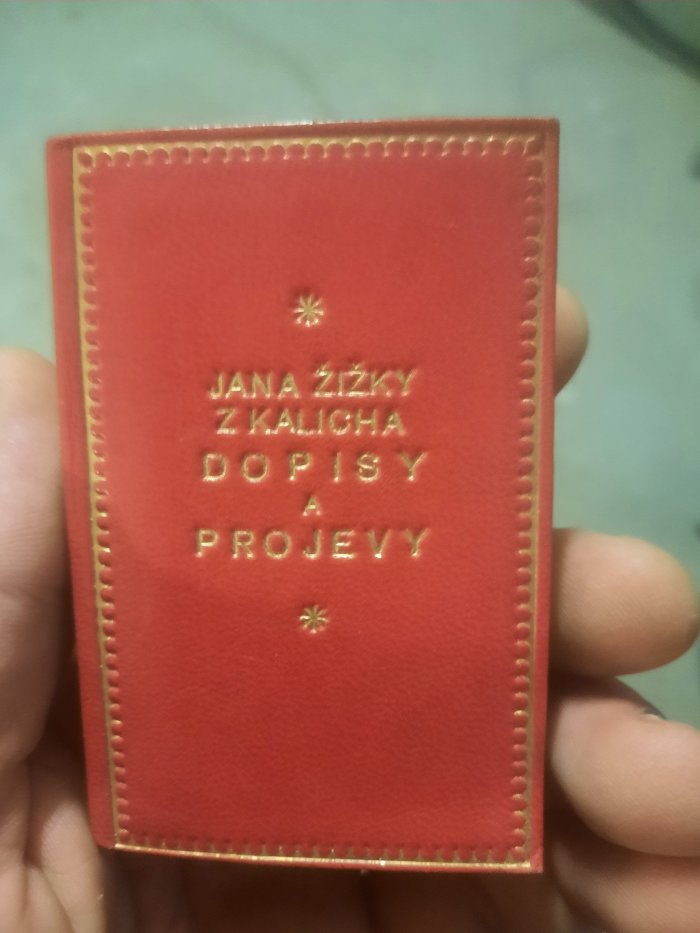 JANA ŽIŽKY
Z KALICHA
DOPISY
A
PROJEVY